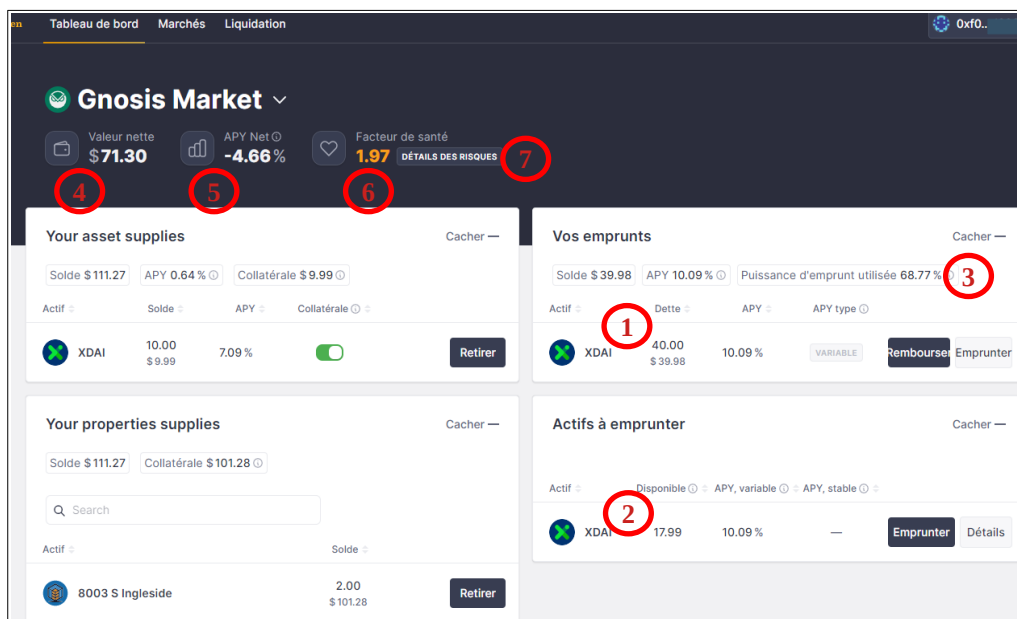 en Tableau de bord Marchés Liquidation 0xf0..
Gnosis Market
Valeur nette APY Net Facteur de santé
$71.30 -4.66% 1.97 DÉTAILS DES RISQUES 7
4 5 6
Your asset supplies Cacher —
Solde $111.27 APY 0.64% Collatérale $9.99
Actif Solde APY Collatérale
XDAI 10.00 7.09% Retirer
$9.99
Vos emprunts Cacher —
Solde $39.98 APY 10.09% Puissance d'emprunt utilisée 68.77% 3
Actif Dette APY APY type
1
XDAI 40.00 10.09% VARIABLE Rembourser Emprunter
$39.98
Your properties supplies Cacher —
Solde $111.27 Collatérale $101.28
Search
Actif Solde
8003 S Ingleside 2.00 Retirer
$101.28
Actifs à emprunter Cacher —
Actif Disponible APY, variable APY, stable
2
XDAI 17.99 10.09% — Emprunter Détails